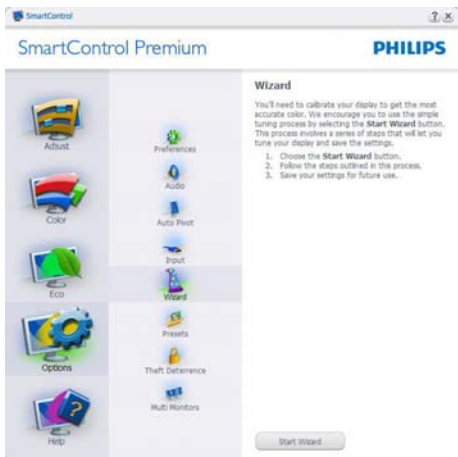 SmartControl
SmartControl Premium
PHILIPS
Adjust
Color
Eco
Options
Help
Preferences
Audio
Auto Pivot
Input
Wizard
Presets
Theft Deterrence
Multi Monitors
Wizard
You'll need to calibrate your display to get the most
accurate color. We encourage you to use the simple
tuning process by selecting the Start Wizard button.
This process involves a series of steps that will let you
tune your display and save the settings.
1. Choose the Start Wizard button.
2. Follow the steps outlined in this process.
3. Save your settings for future use.
Start Wizard